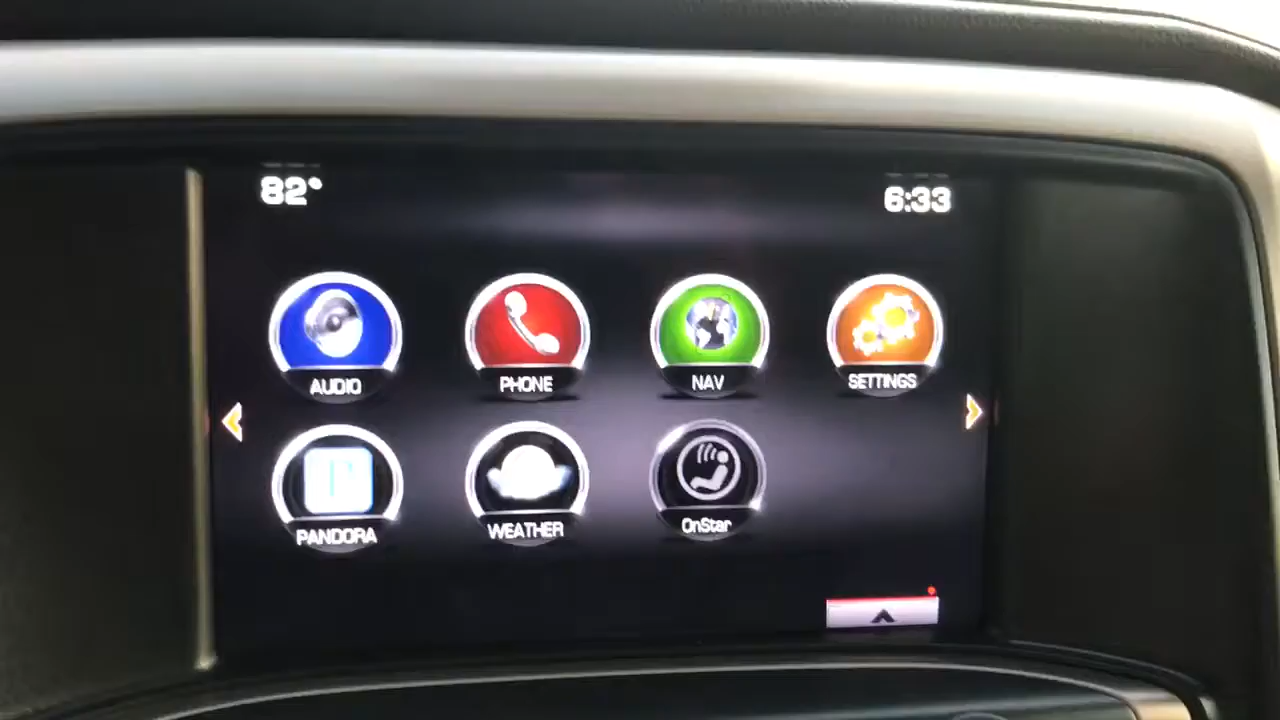 82°
6:33
AUDIO
PHONE
NAV
SETTINGS
PANDORA
WEATHER
OnStar